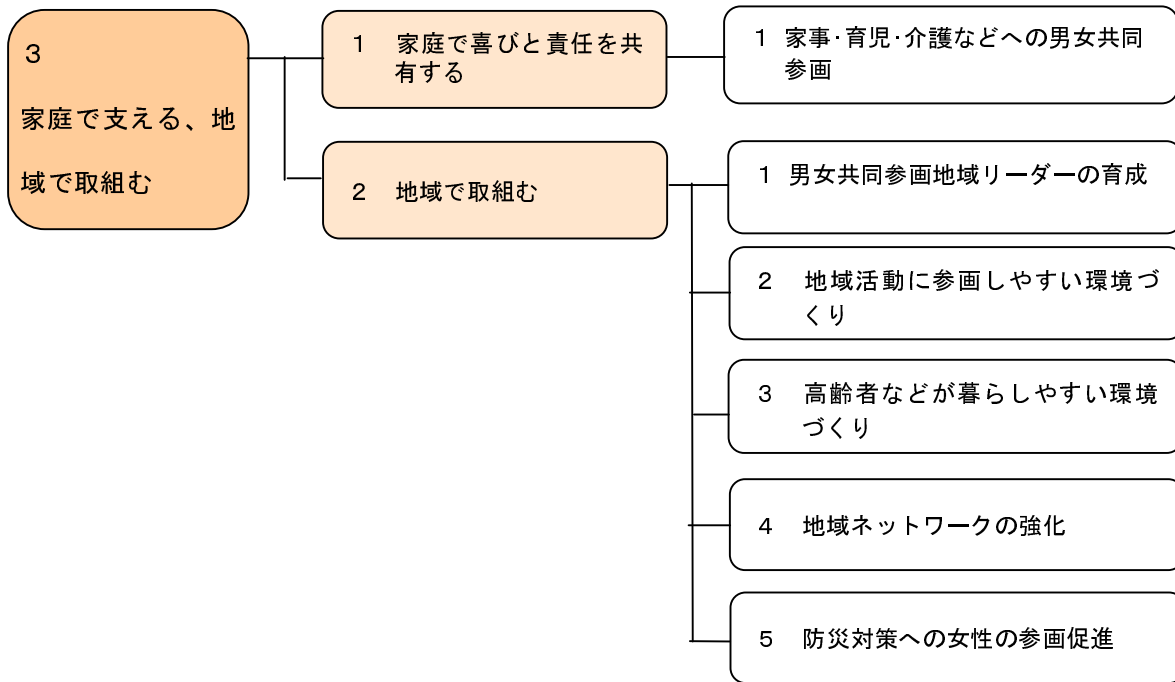 3
家庭で支える、地
域で取組む
1 家庭で喜びと責任を共
有する
1 家事・育児・介護などへの男女共同
参画
2 地域で取組む
1 男女共同参画地域リーダーの育成
2 地域活動に参画しやすい環境づ
くり
3 高齢者などが暮らしやすい環境
づくり
4 地域ネットワークの強化
5 防災対策への女性の参画促進